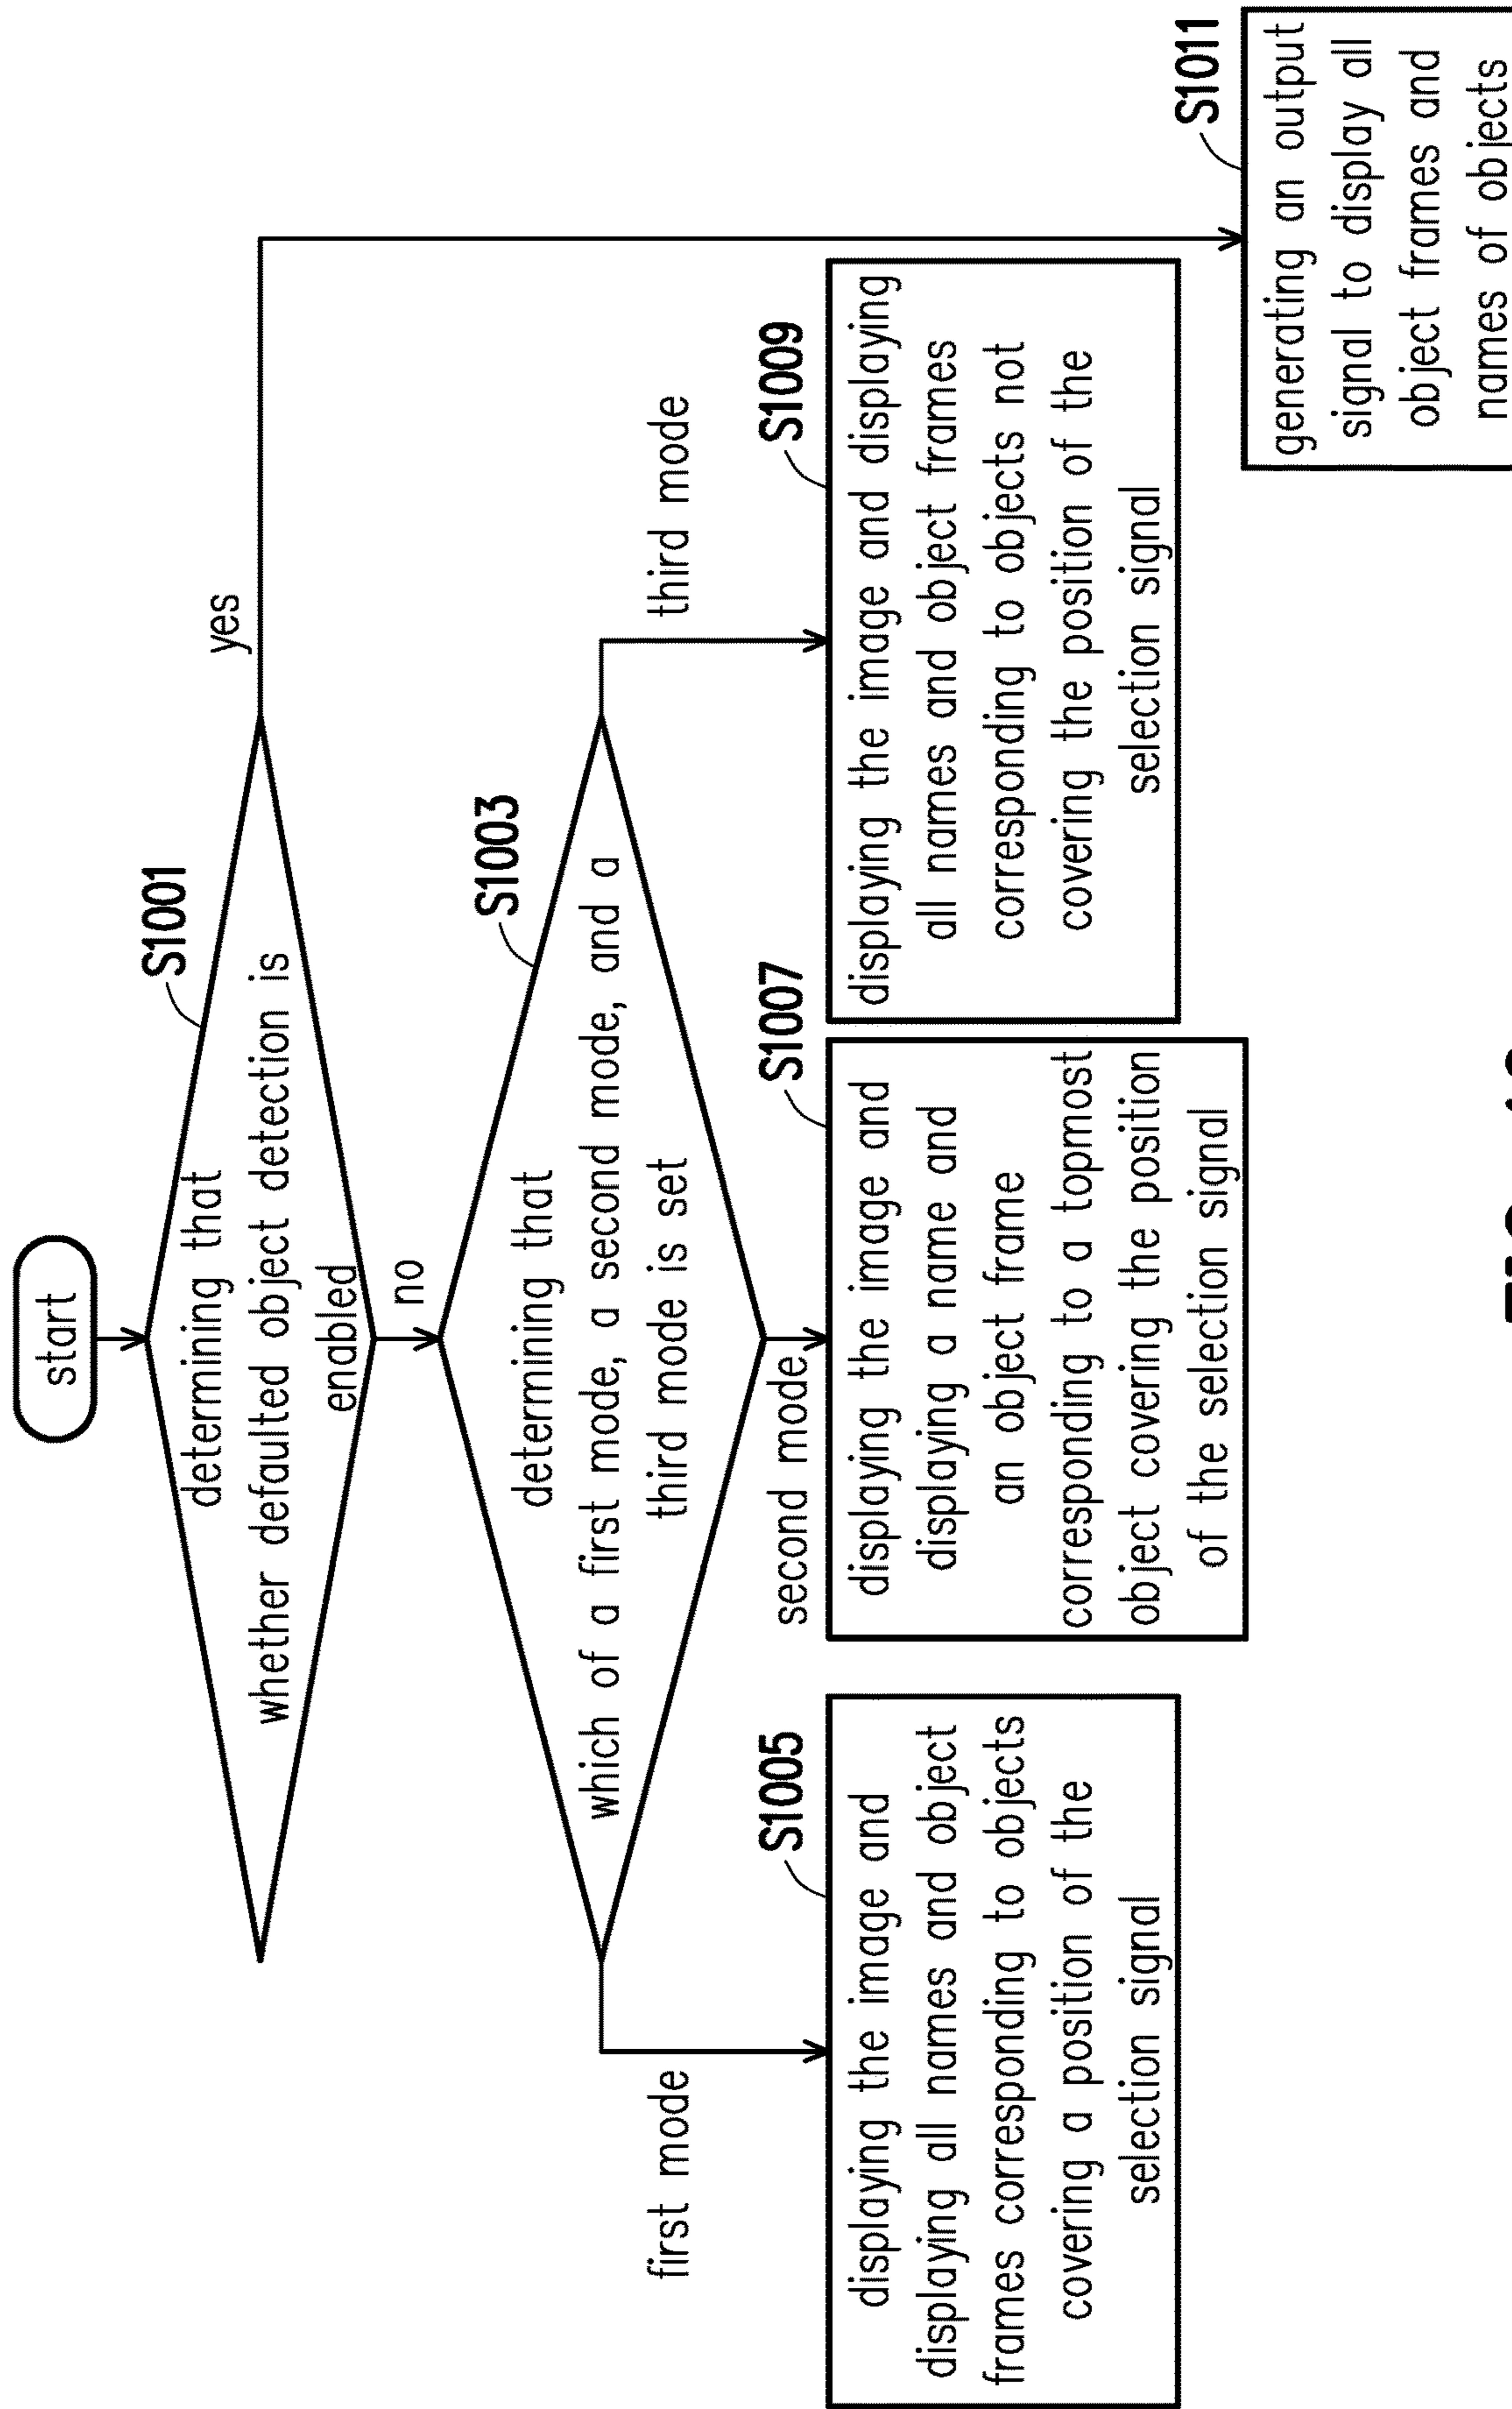 start
S1001
determining that
whether defaulted object detection is
enabled
yes
no
S1003
determining that
which of a first mode, a second mode, and a
third mode is set
first mode
second mode
third mode
S1005
displaying the image and
displaying all names and object
frames corresponding to objects
covering a position of the
selection signal
S1007
displaying the image and
displaying a name and
an object frame
corresponding to a topmost
object covering the position
of the selection signal
S1009
displaying the image and displaying
all names and object frames
corresponding to objects not
covering the position of the
selection signal
S1011
generating an output
signal to display all
object frames and
names of objects